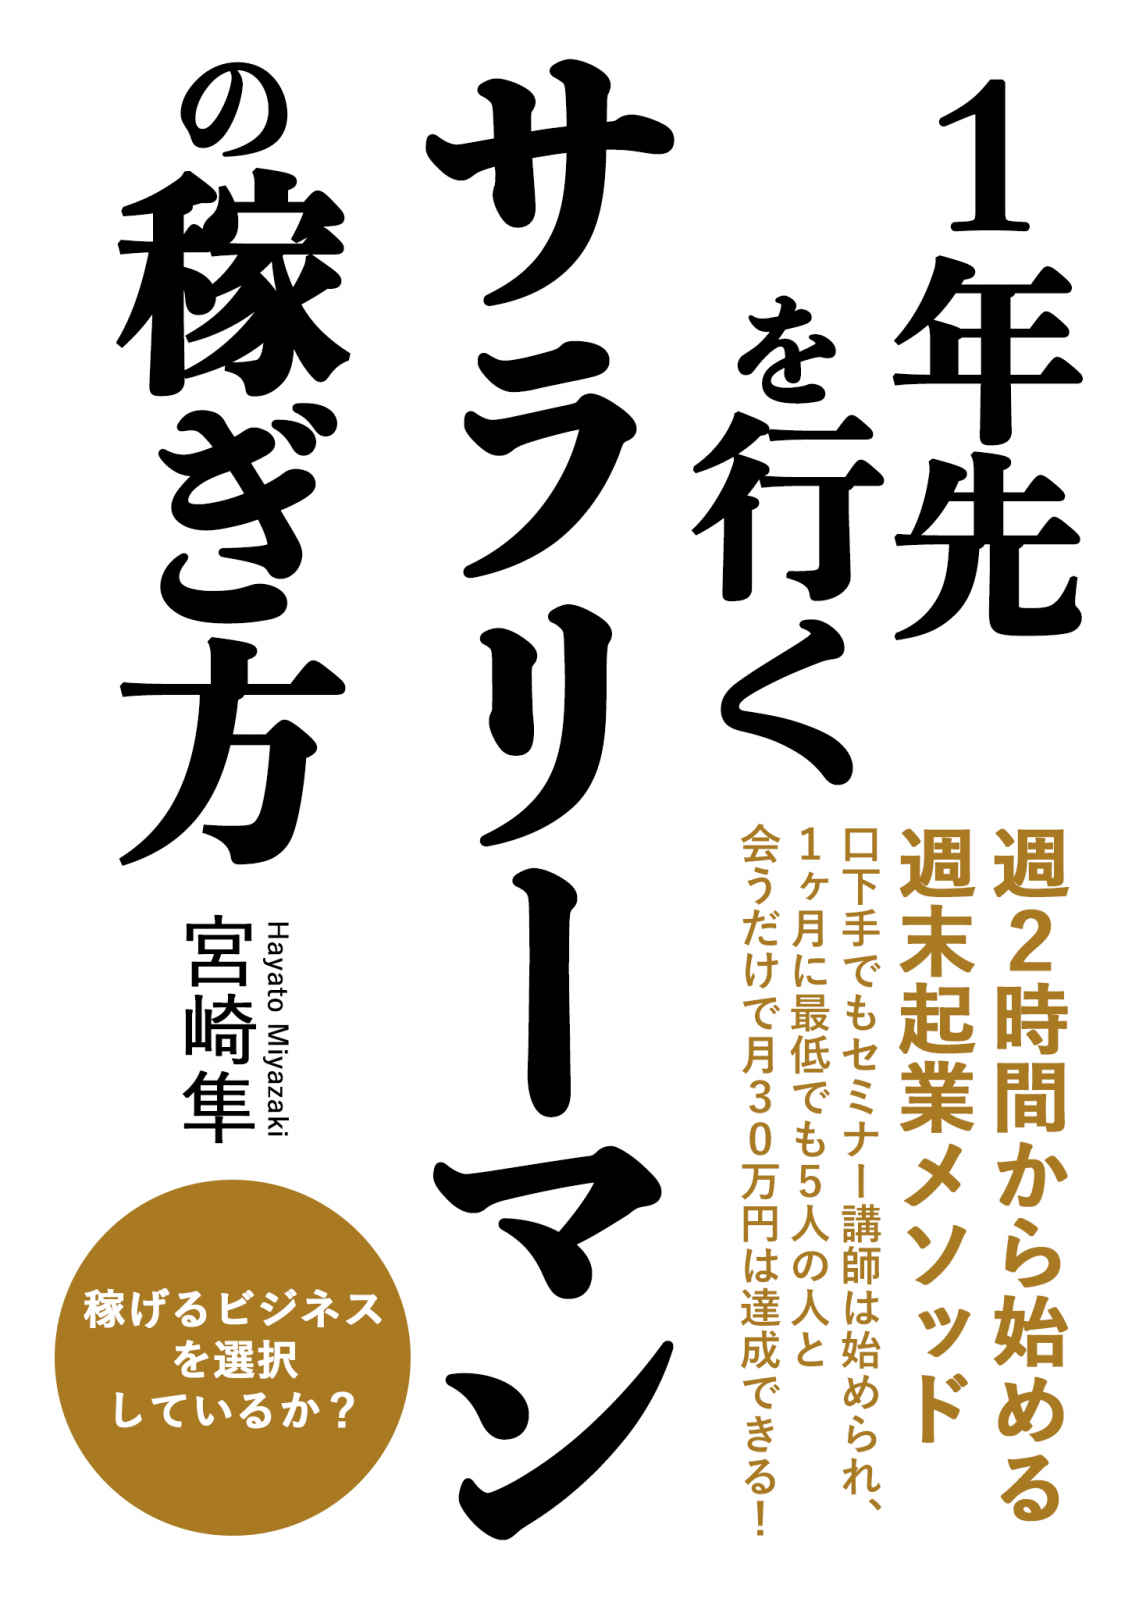 1年先
を行く
サラリーマン
の稼ぎ方
週2時間から始める
週末起業メソッド
口下手でもセミナー講師は始められ、
1ヶ月に最低でも5人の人と
会うだけで月30万円は達成できる！
Hayato Miyazaki
宮崎隼
稼げるビジネス
を選択
しているか？